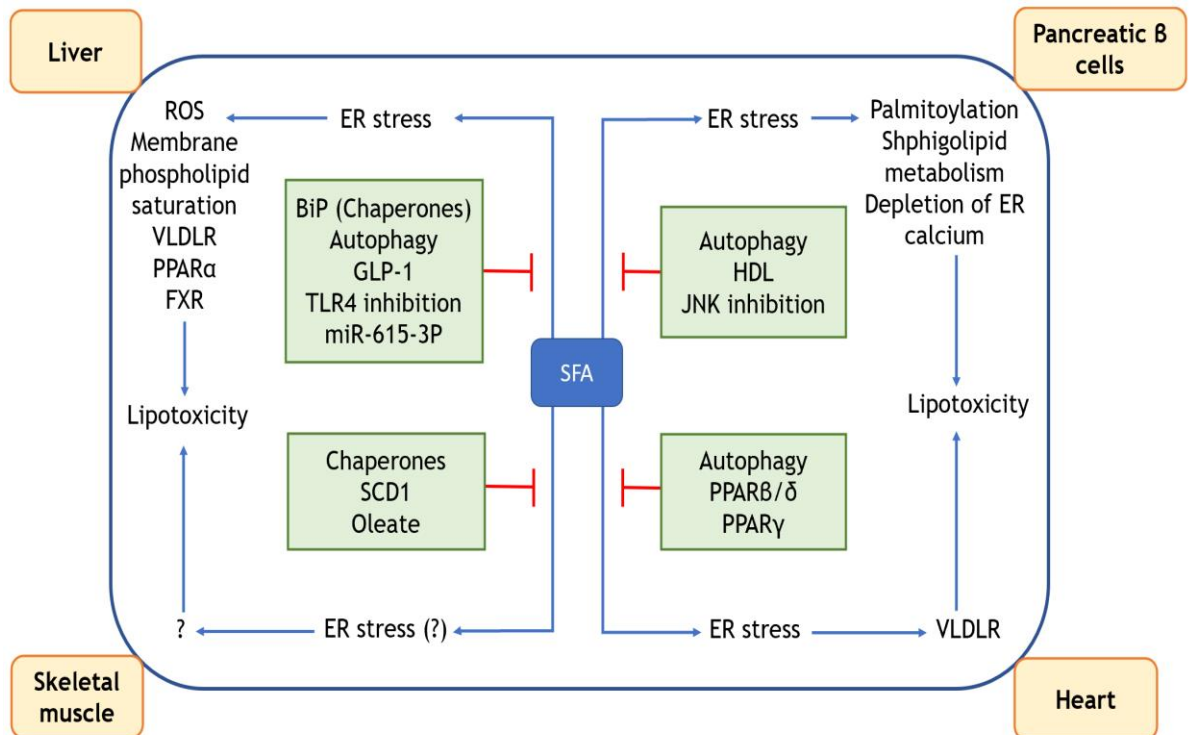 Liver
Pancreatic ß
cells
ROS
Membrane
phospholipid
saturation
VLDLR
PPARα
FXR
ER stress
ER stress
Palmitoylation
Shphigolipid
metabolism
Depletion of ER
calcium
BiP (Chaperones)
Autophagy
GLP-1
TLR4 inhibition
miR-615-3P
Autophagy
HDL
JNK inhibition
SFA
Lipotoxicity
Lipotoxicity
Chaperones
SCD1
Oleate
Autophagy
PPARß/δ
PPARγ
?
ER stress (?)
ER stress
VLDLR
Skeletal
muscle
Heart